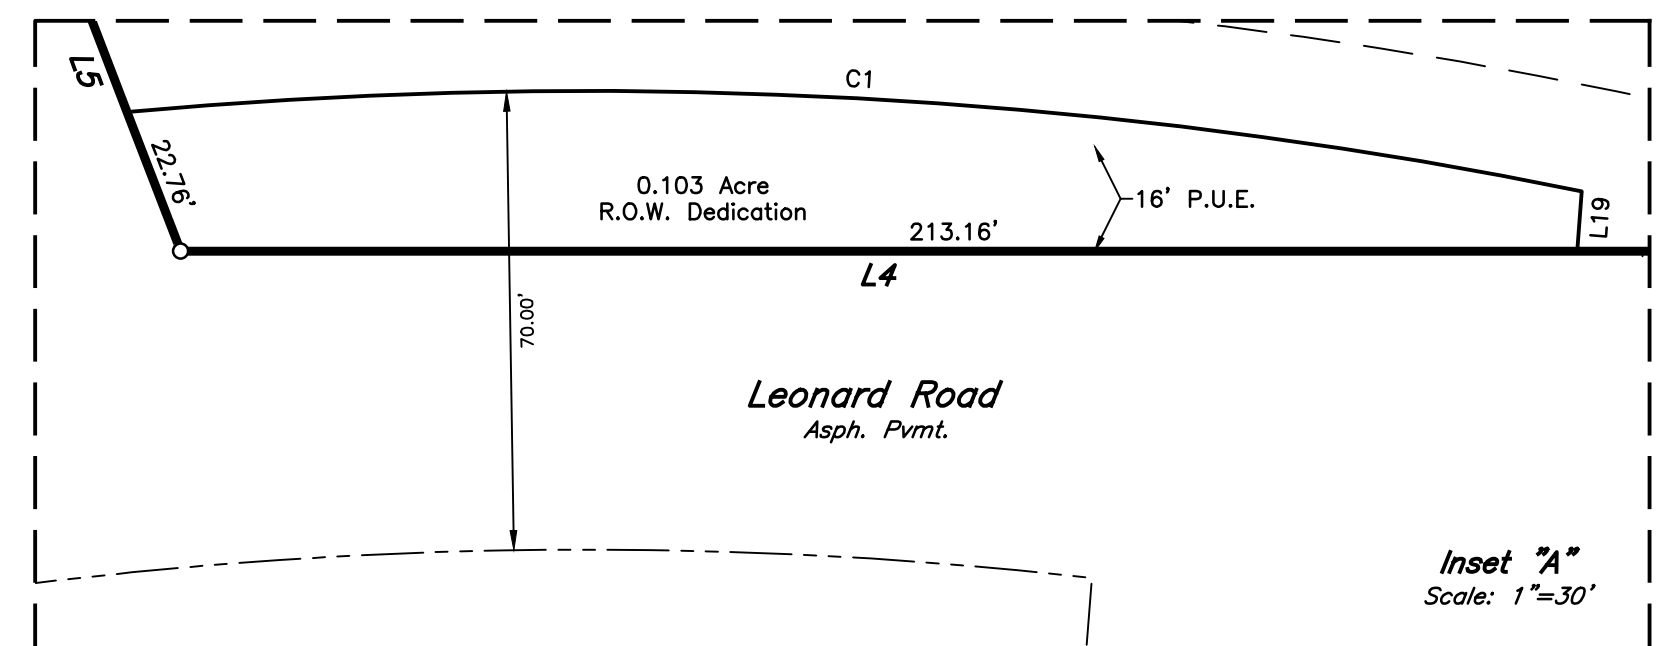 L5
C1
22.76'
0.103 Acre
R.O.W. Dedication
16' P.U.E.
L19
213.16'
L4
70.00'
Leonard Road
Asph. Pvmt.
Inset "A"
Scale: 1"=30'